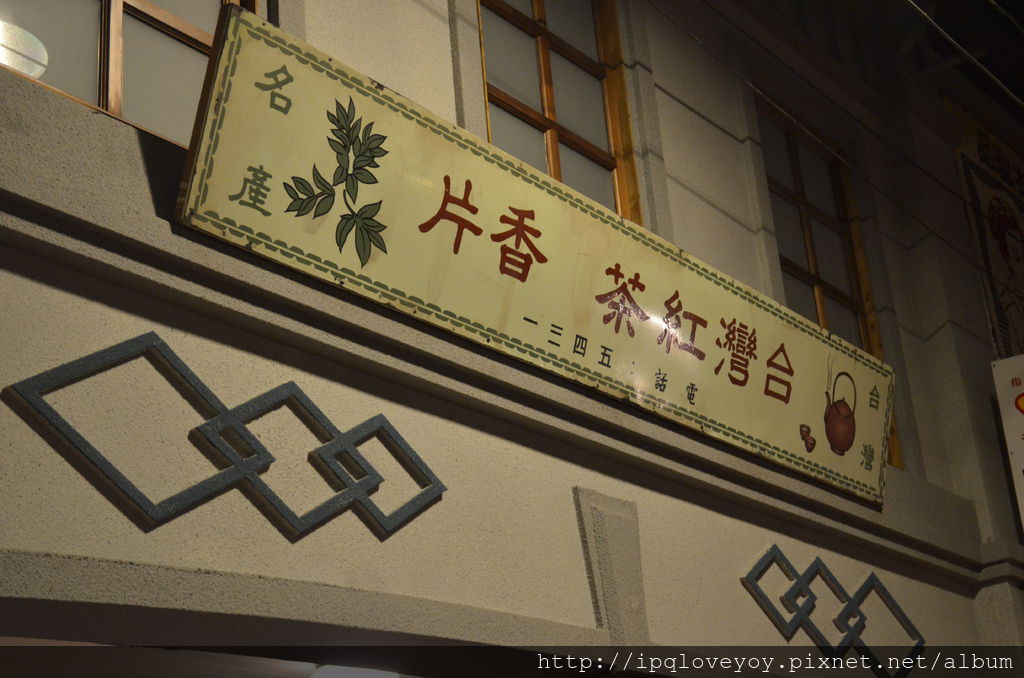 台灣
台灣紅茶 香片
電話．五四三一
名產
指
http://ipqloveyoy.pixnet.net/album